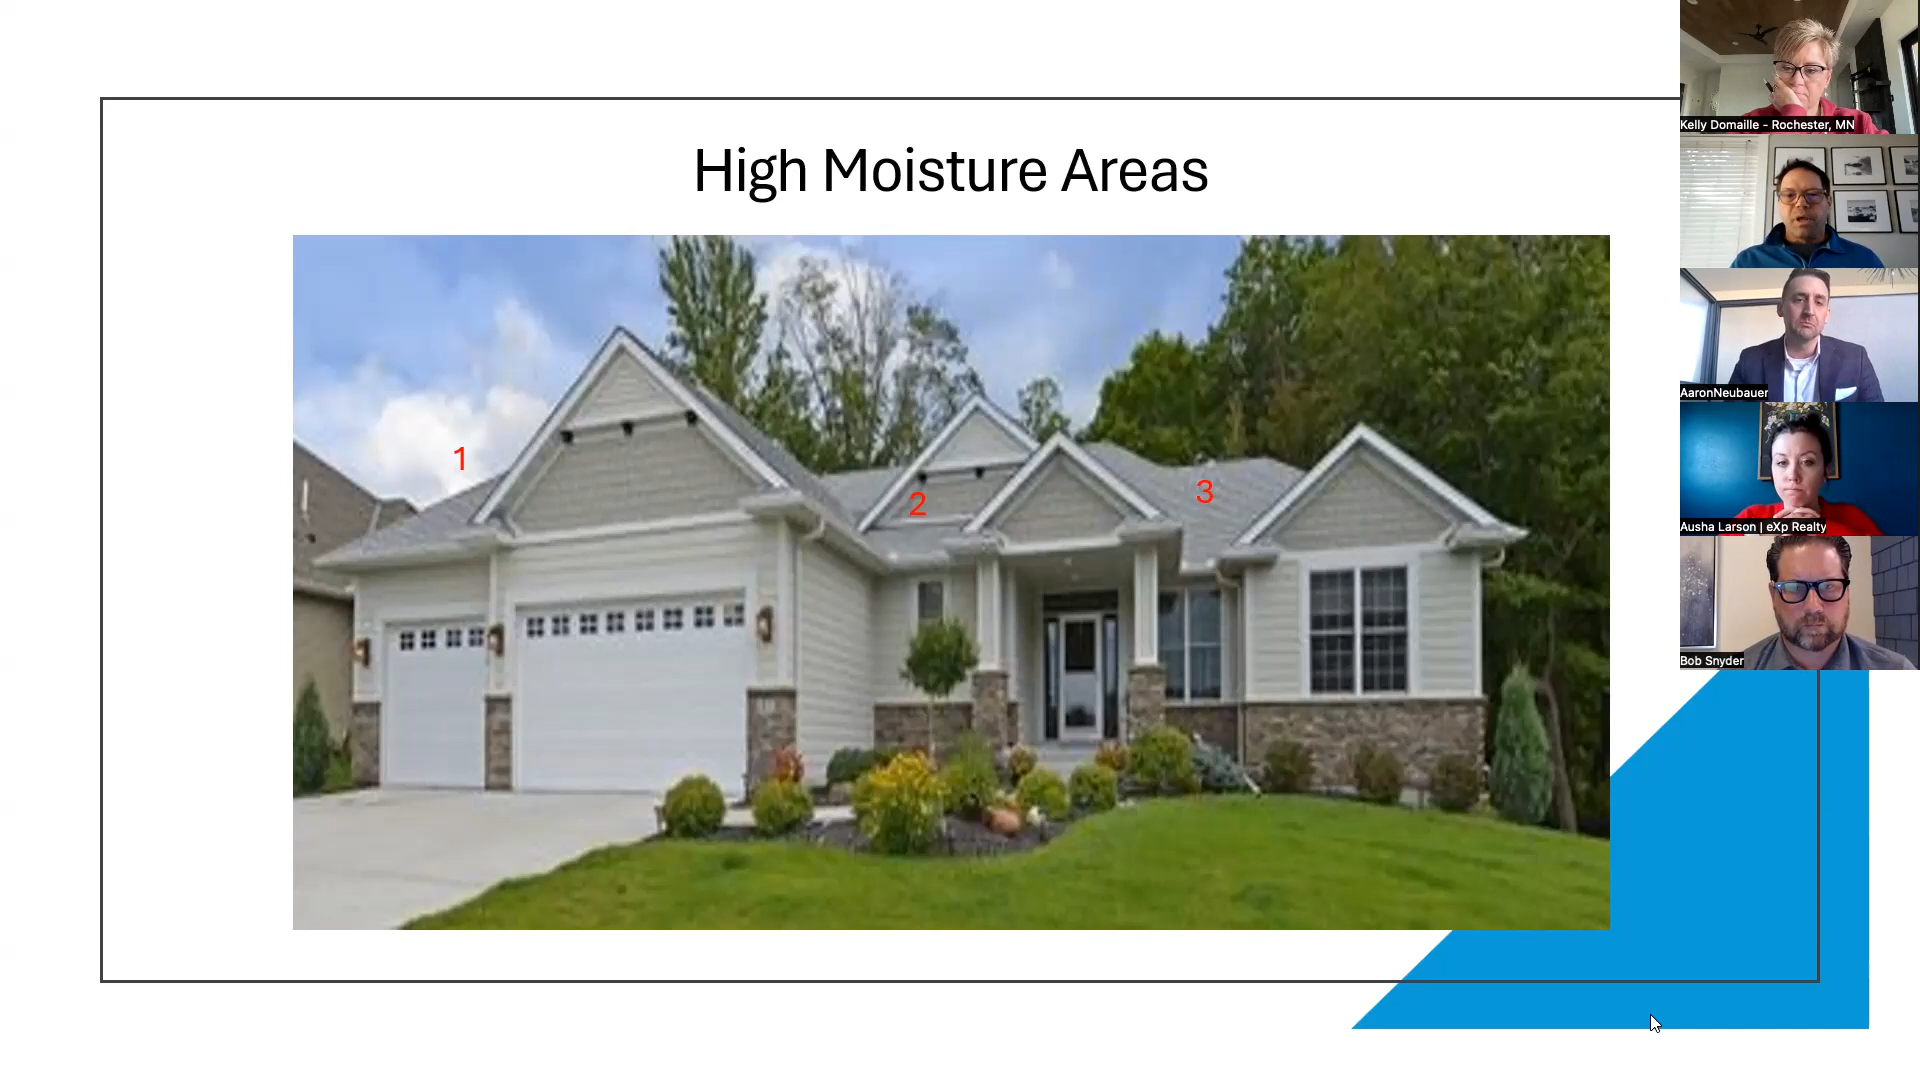 High Moisture Areas
1
2
3
Kelly Domaille - Rochester, MN
AaronNeubauer
Ausha Larson | eXp Realty
Bob Snyder